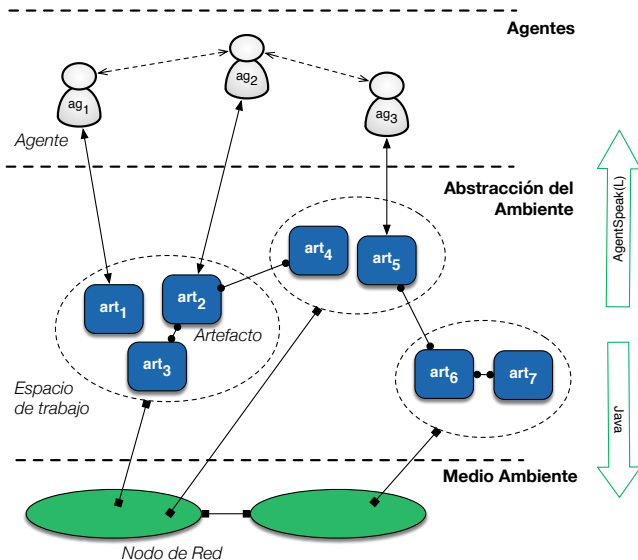 Agentes
ag1
ag2
ag3
Agente
Abstracción del
Ambiente
AgentSpeak(L)
art4
art5
art1
art2
Artefacto
art3
Espacio
de trabajo
art6
art7
Java
Medio Ambiente
Nodo de Red